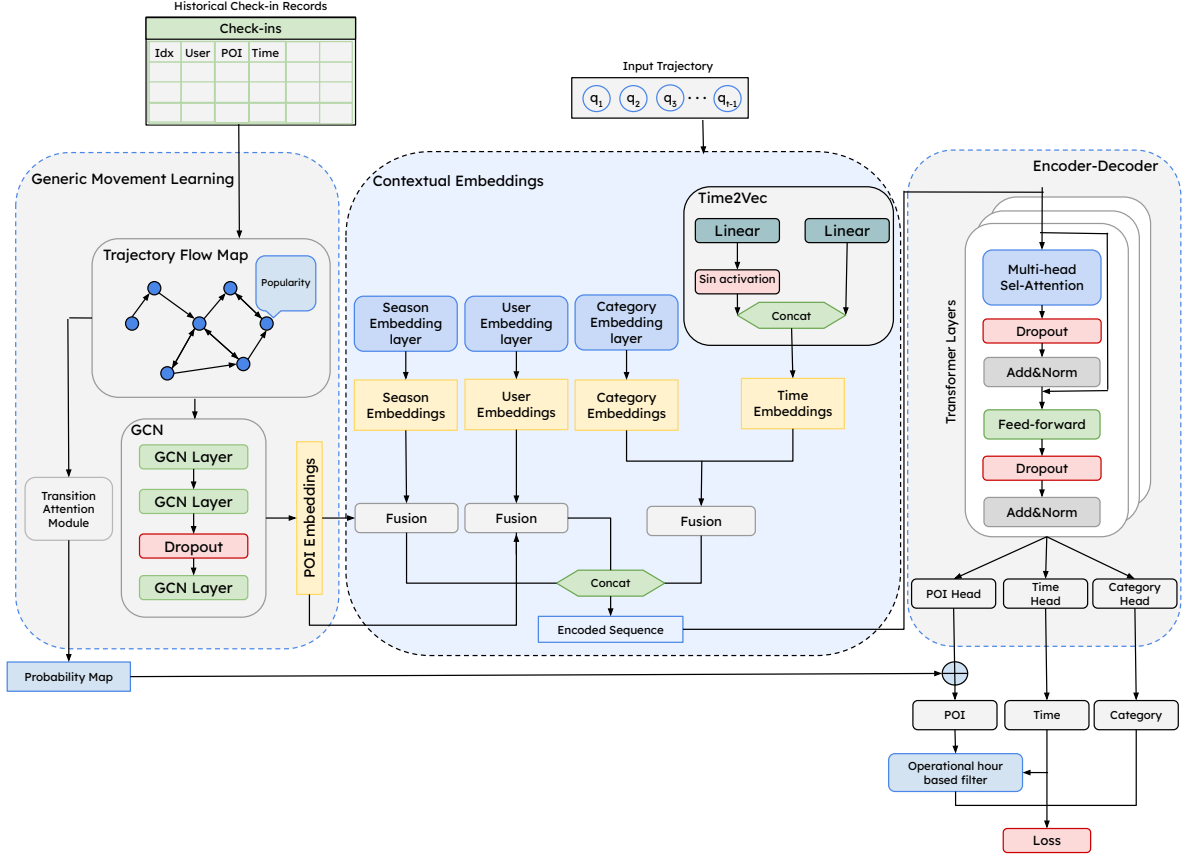 Historical Check-in Records
Check-ins
Idx User POI Time
Input Trajectory
q1 q2 q3 ··· qt-1
Generic Movement Learning
Trajectory Flow Map
Popularity
GCN
GCN Layer
GCN Layer
Dropout
GCN Layer
Transition
Attention
Module
POI Embeddings
Probability Map
Contextual Embeddings
Time2Vec
Linear
Linear
Sin activation
Concat
Season
Embedding
layer
User
Embedding
layer
Category
Embedding
layer
Season
Embeddings
User
Embeddings
Category
Embeddings
Time
Embeddings
Fusion
Fusion
Fusion
Concat
Encoded Sequence
Encoder-Decoder
Transformer Layers
Multi-head
Sel-Attention
Dropout
Add&Norm
Feed-forward
Dropout
Add&Norm
POI Head
Time
Head
Category
Head
POI
Time
Category
Operational hour
based filter
Loss